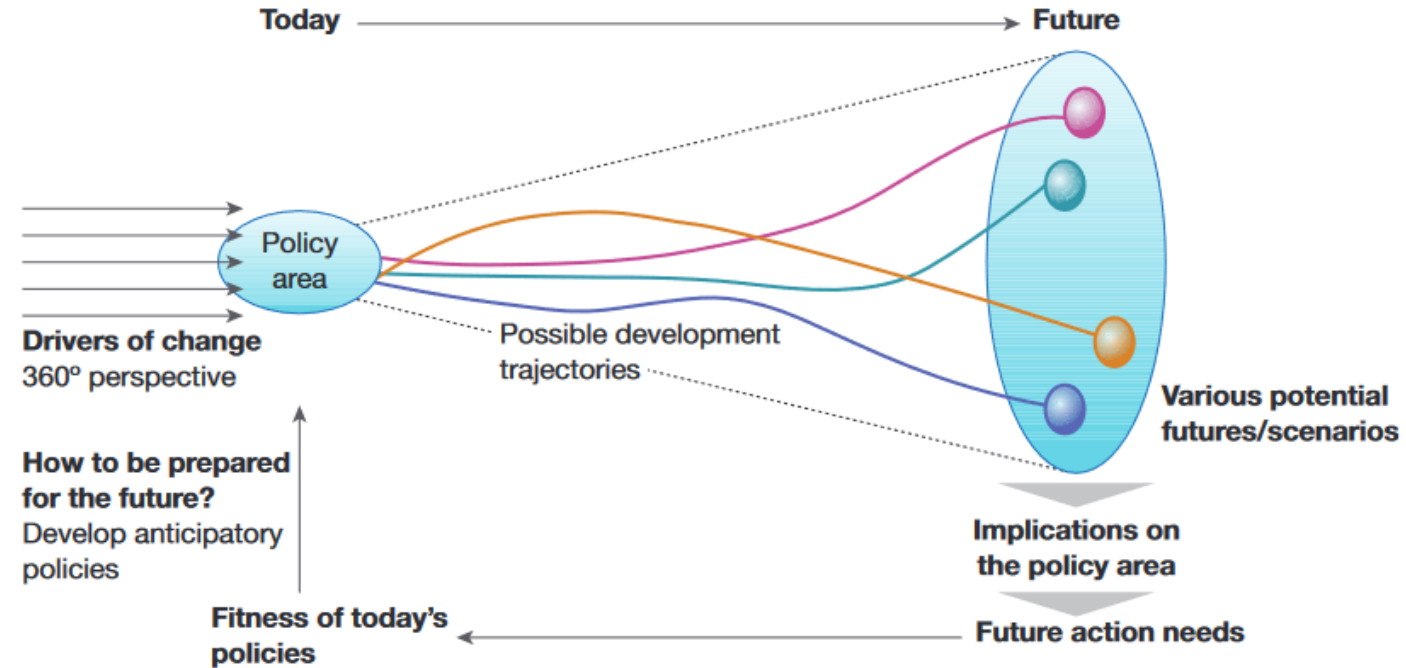 Today
Future
Policy
area
Drivers of change
360º perspective
Possible development
trajectories
Various potential
futures/scenarios
How to be prepared
for the future?
Develop anticipatory
policies
Implications on
the policy area
Fitness of today’s
policies
Future action needs